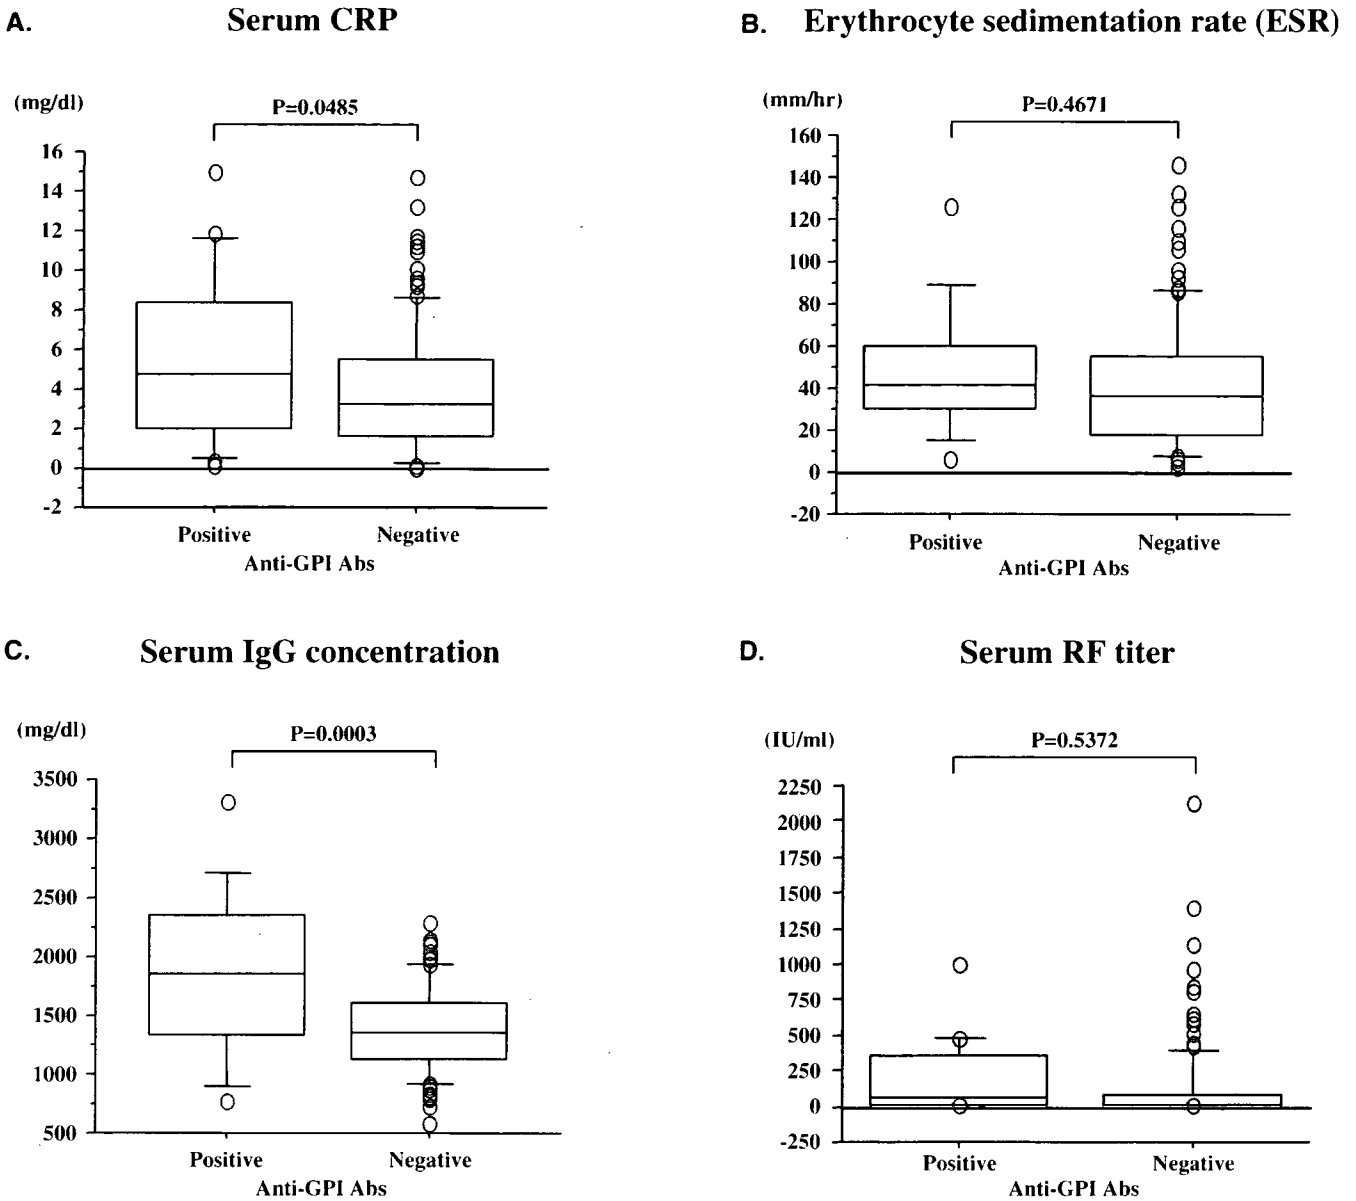 A. Serum CRP
(mg/dl)
P=0.0485
16
14
12
10
8
6
4
2
0
-2
Positive Negative
Anti-GPI Abs
B. Erythrocyte sedimentation rate (ESR)
(mm/hr)
P=0.4671
160
140
120
100
80
60
40
20
0
-20
Positive Negative
Anti-GPI Abs
C. Serum IgG concentration
(mg/dl)
P=0.0003
3500
3000
2500
2000
1500
1000
500
Positive Negative
Anti-GPI Abs
D. Serum RF titer
(IU/ml)
P=0.5372
2250
2000
1750
1500
1250
1000
750
500
250
0
-250
Positive Negative
Anti-GPI Abs